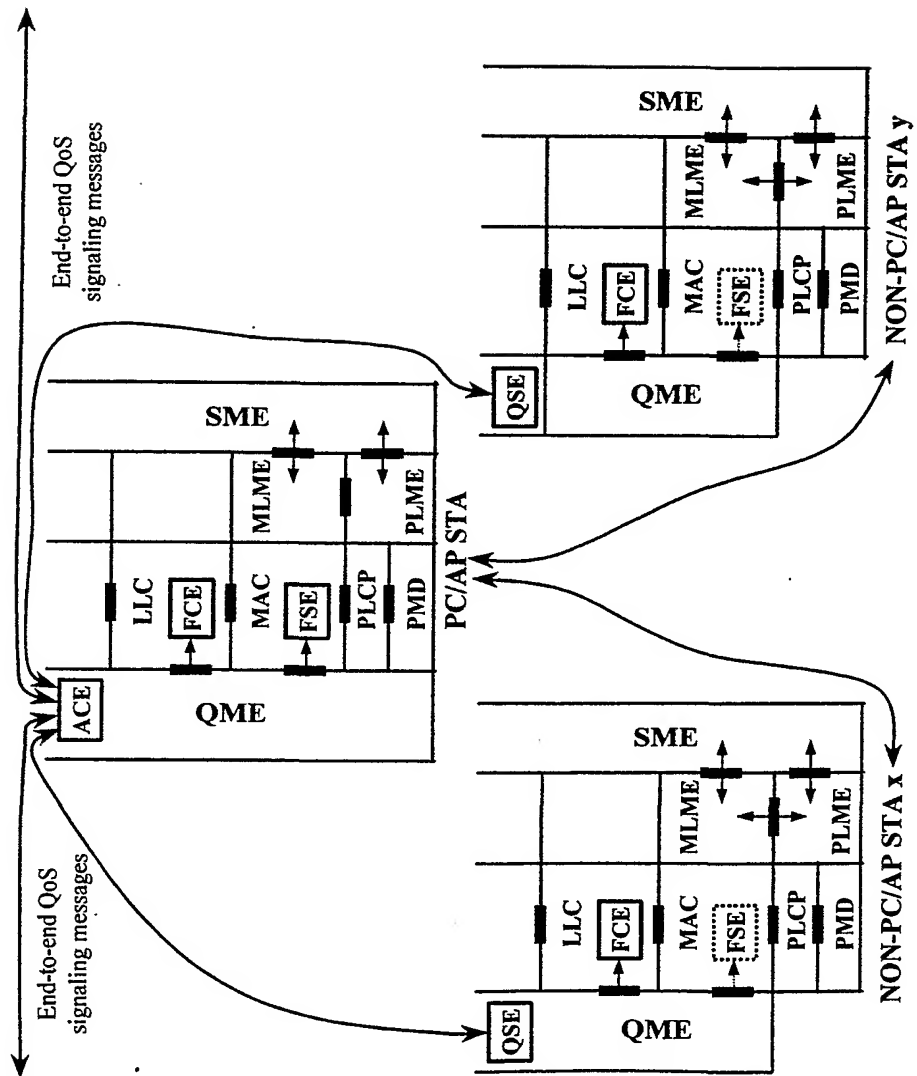 End-to-end QoS
signaling messages
End-to-end QoS
signaling messages
ACE
QME
LLC
FCE
MAC
FSE
PLCP
PMD
MLME
PLME
SME
PC/AP STA
QSE
QME
LLC
FCE
MAC
FSE
PLCP
PMD
MLME
PLME
SME
NON-PC/AP STA x
QSE
QME
LLC
FCE
MAC
FSE
PLCP
PMD
MLME
PLME
SME
NON-PC/AP STA y